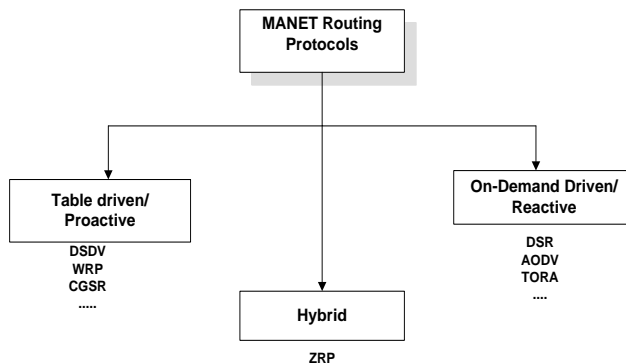 MANET Routing
Protocols
Table driven/
Proactive
DSDV
WRP
CGSR
.....
Hybrid
ZRP
On-Demand Driven/
Reactive
DSR
AODV
TORA
....